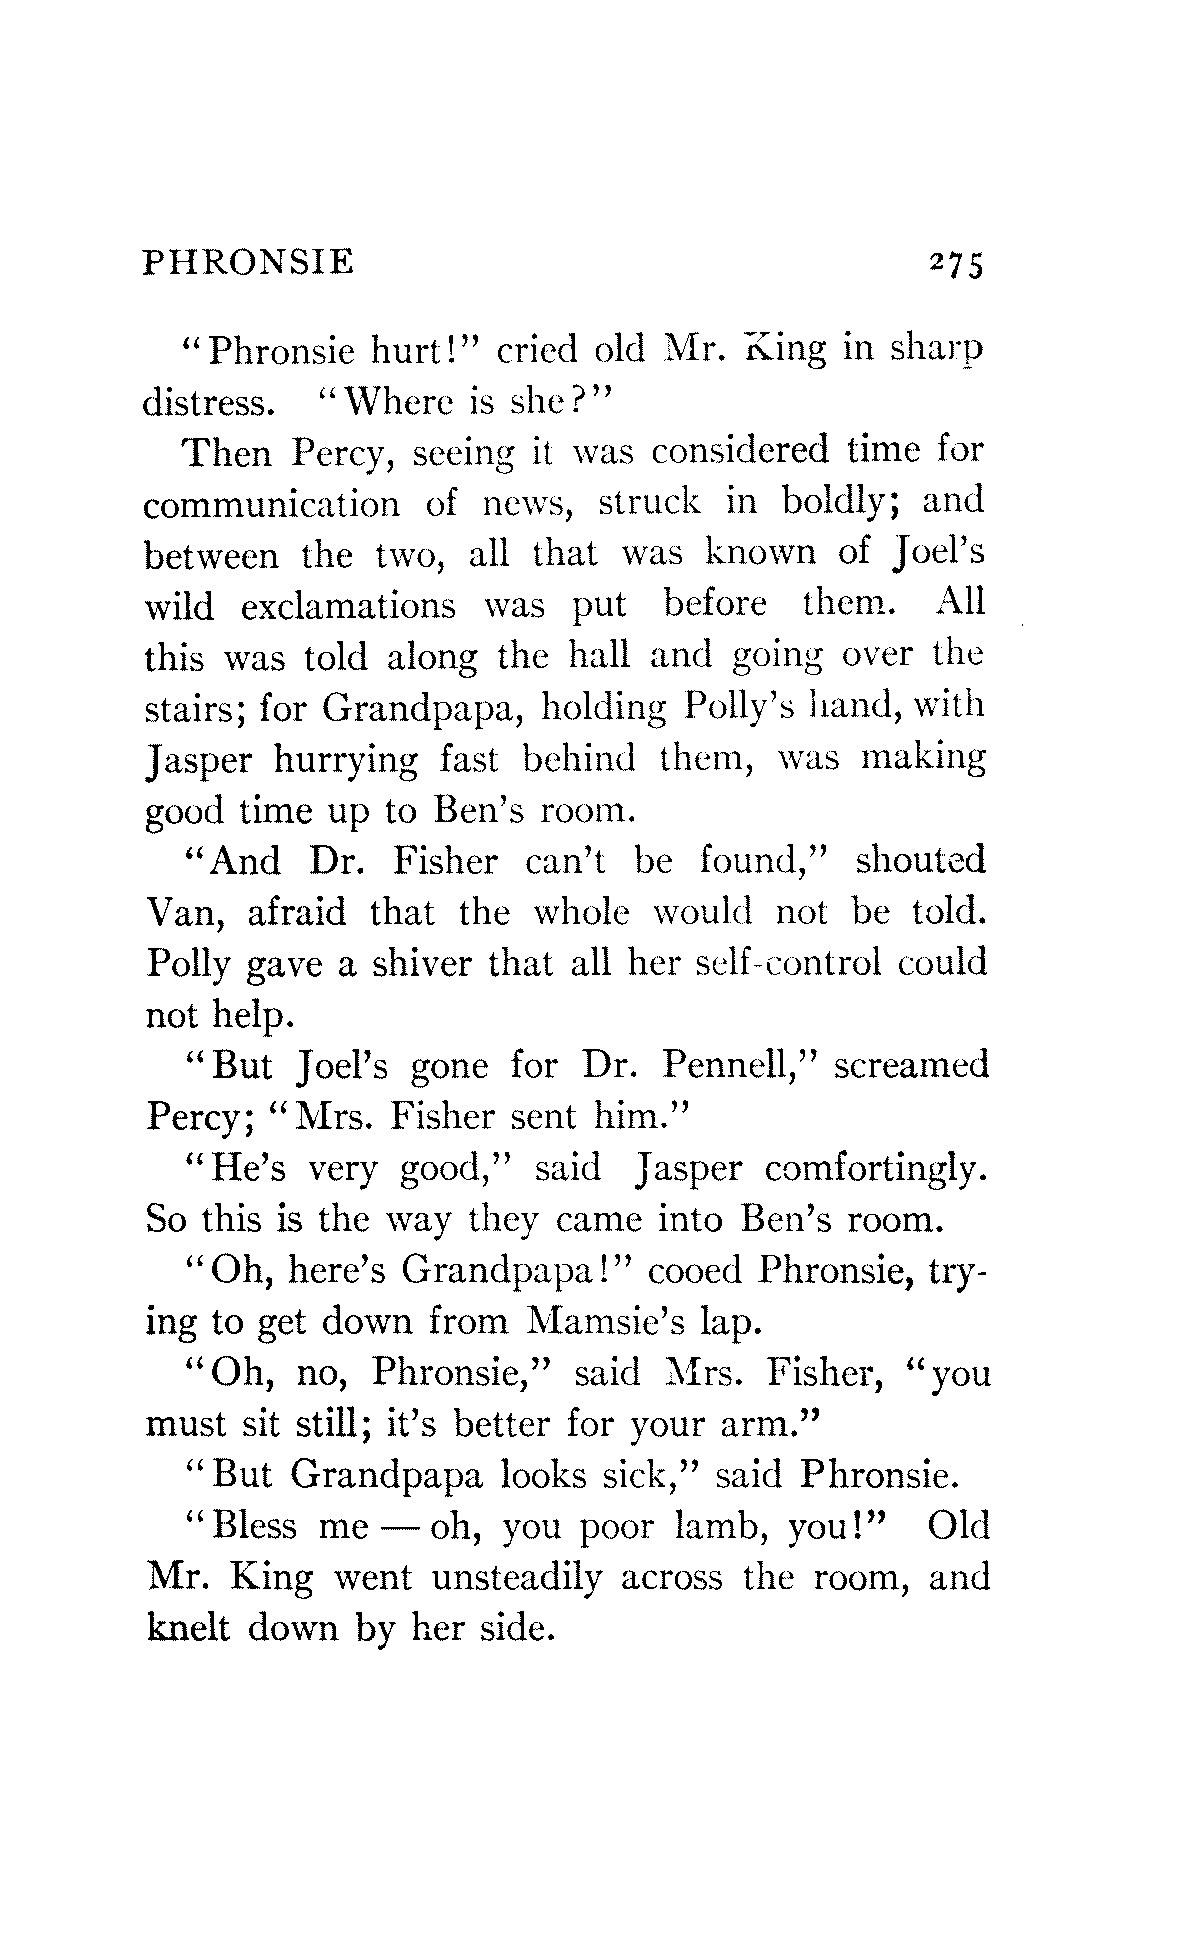 PHRONSIE 275
"Phronsie hurt!" cried old Mr. King in sharp
distress. "Where is she?"
Then Percy, seeing it was considered time for
communication of news, struck in boldly; and
between the two, all that was known of Joel's
wild exclamations was put before them. All
this was told along the hall and going over the
stairs; for Grandpapa, holding Polly's hand, with
Jasper hurrying fast behind them, was making
good time up to Ben's room.
"And Dr. Fisher can't be found," shouted
Van, afraid that the whole would not be told.
Polly gave a shiver that all her self-control could
not help.
"But Joel's gone for Dr. Pennell," screamed
Percy; "Mrs. Fisher sent him."
"He's very good," said Jasper comfortingly.
So this is the way they came into Ben's room.
"Oh, here's Grandpapa!" cooed Phronsie, try-
ing to get down from Mamsie's lap.
"Oh, no, Phronsie," said Mrs. Fisher, "you
must sit still; it's better for your arm."
"But Grandpapa looks sick," said Phronsie.
"Bless me — oh, you poor lamb, you!" Old
Mr. King went unsteadily across the room, and
knelt down by her side.